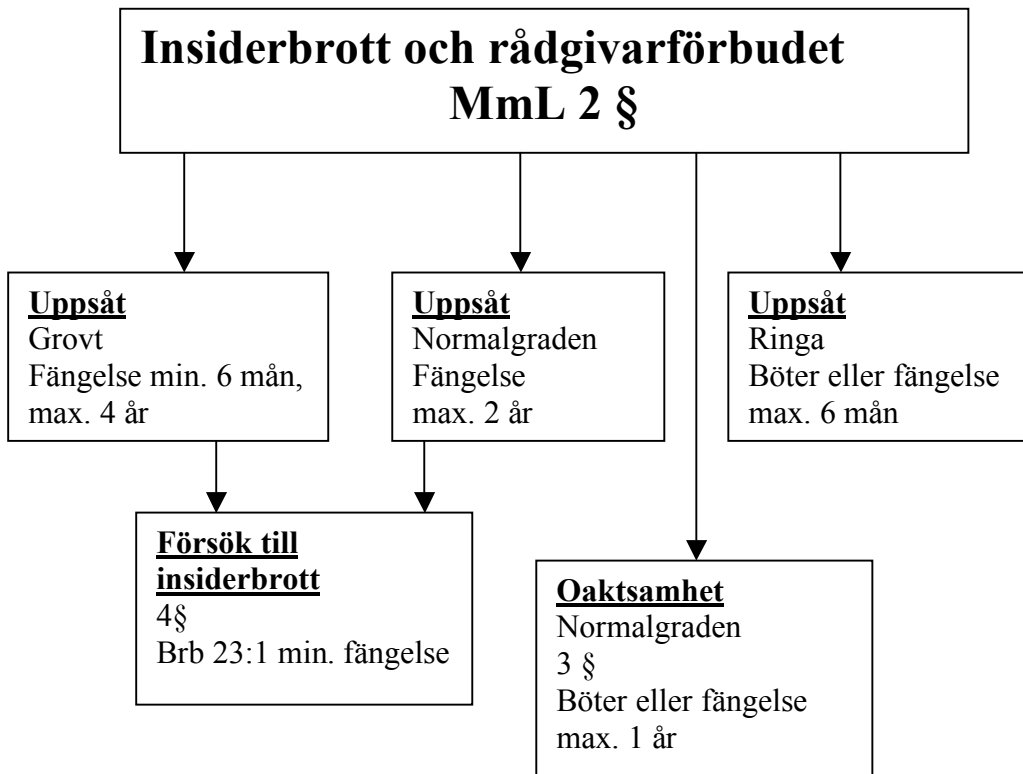 Insiderbrott och rådgivarförbudet
MmL 2 §
Uppsåt
Grovt
Fängelse min. 6 mån,
max. 4 år
Uppsåt
Normalgraden
Fängelse
max. 2 år
Uppsåt
Ringa
Böter eller fängelse
max. 6 mån
Försök till
insiderbrott
4§
Brb 23:1 min. fängelse
Oaktsamhet
Normalgraden
3 §
Böter eller fängelse
max. 1 år